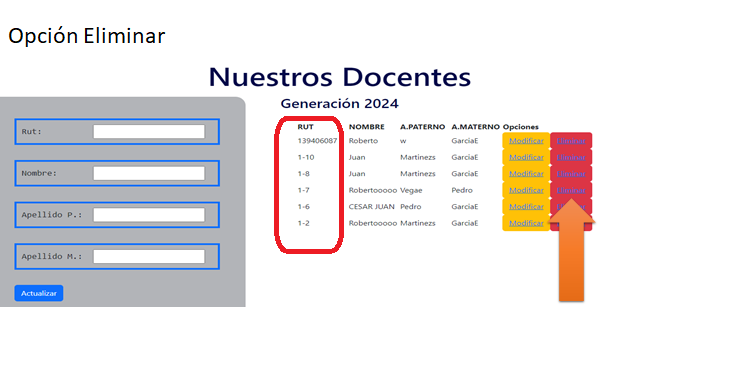 Opción Eliminar
Nuestros Docentes
Generación 2024
Rut:
Nombre:
Apellido P.:
Apellido M.:
Actualizar
RUT NOMBRE A.PATERNO A.MATERNO Opciones
139406087 Roberto w GarciaE Modificar Eliminar
1-10 Juan Martinezs GarciaE Modificar Eliminar
1-8 Juan Martinezs GarciaE Modificar Eliminar
1-7 Robertooooo Vegae Pedro Modificar Eliminar
1-6 CESAR JUAN Pedro GarciaE Modificar
1-2 Robertooooo Martinezs GarciaE Modificar